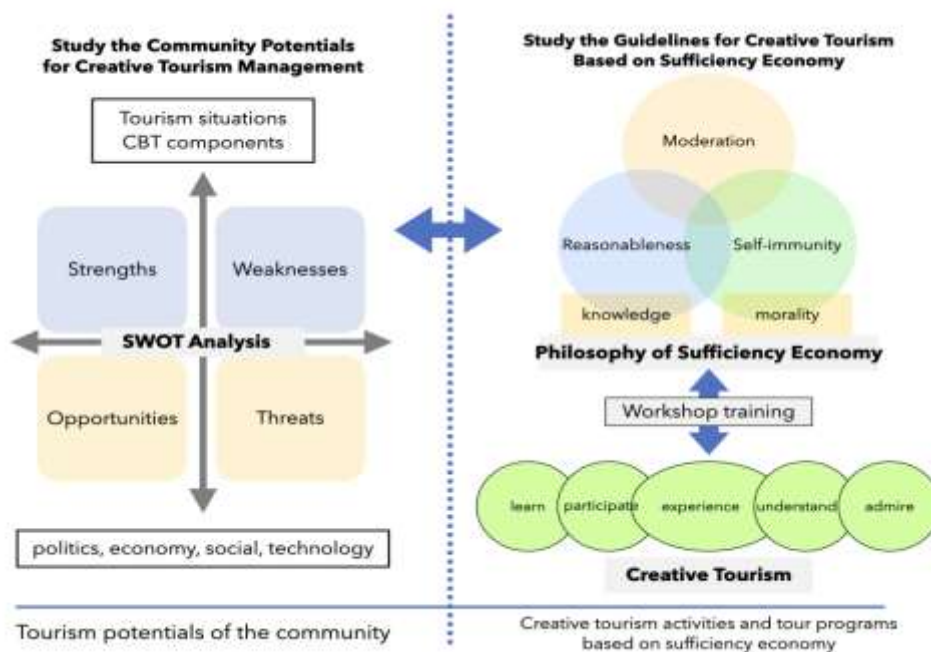 Study the Community Potentials
for Creative Tourism Management
Tourism situations
CBT components
Strengths
Weaknesses
SWOT Analysis
Opportunities
Threats
politics, economy, social, technology
Tourism potentials of the community
Study the Guidelines for Creative Tourism
Based on Sufficiency Economy
Moderation
Reasonableness
Self-immunity
knowledge
morality
Philosophy of Sufficiency Economy
Workshop training
learn
participate
experience
understand
admire
Creative Tourism
Creative tourism activities and tour programs
based on sufficiency economy